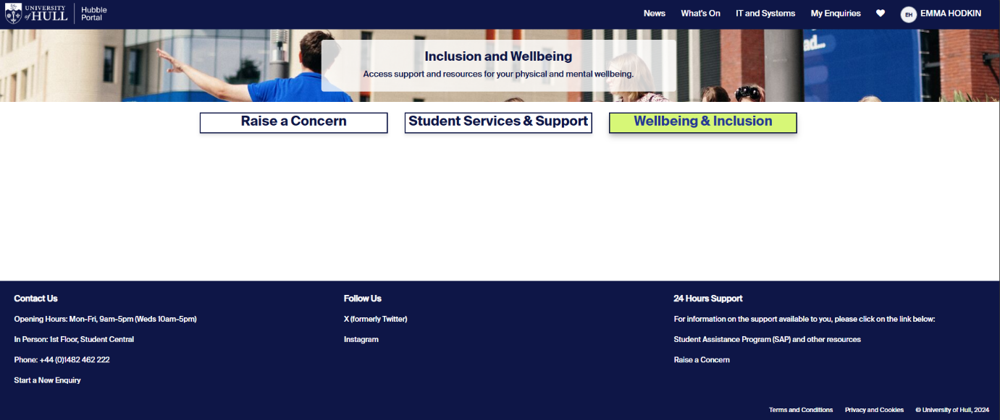 UNIVERSITY
of HULL
Hubble
Portal
News
What's On
IT and Systems
My Enquiries
EH
EMMA HODKIN
ad...
Inclusion and Wellbeing
Access support and resources for your physical and mental wellbeing.
Raise a Concern
Student Services & Support
Wellbeing & Inclusion
Contact Us
Opening Hours: Mon-Fri, 9am-5pm (Weds 10am-5pm)
In Person: 1st Floor, Student Central
Phone: +44 (0)1482 462 222
Start a New Enquiry
Follow Us
X (formerly Twitter)
Instagram
24 Hours Support
For information on the support available to you, please click on the link below:
Student Assistance Program (SAP) and other resources
Raise a Concern
Terms and Conditions
Privacy and Cookies
© University of Hull, 2024